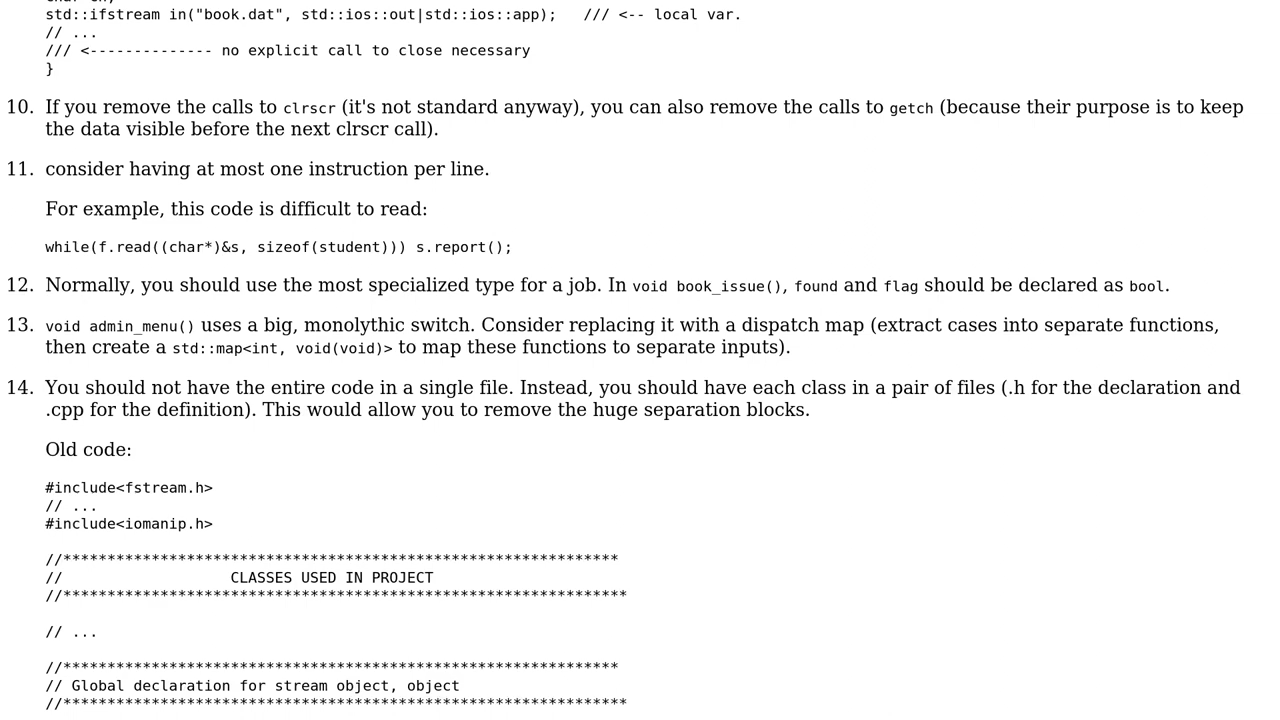 std::ifstream in("book.dat", std::ios::out|std::ios::app);   /// <-- local var.
// ...
/// <-------------- no explicit call to close necessary
}
10. If you remove the calls to clrscr (it's not standard anyway), you can also remove the calls to getch (because their purpose is to keep
the data visible before the next clrscr call).
11. consider having at most one instruction per line.
For example, this code is difficult to read:
while(f.read((char*)&s, sizeof(student))) s.report();
12. Normally, you should use the most specialized type for a job. In void book_issue(), found and flag should be declared as bool.
13. void admin_menu() uses a big, monolythic switch. Consider replacing it with a dispatch map (extract cases into separate functions,
then create a std::map<int, void(void)> to map these functions to separate inputs).
14. You should not have the entire code in a single file. Instead, you should have each class in a pair of files (.h for the declaration and
.cpp for the definition). This would allow you to remove the huge separation blocks.
Old code:
#include<fstream.h>
// ...
#include<iomanip.h>
//***************************************************************
//                   CLASSES USED IN PROJECT
//****************************************************************
// ...
//***************************************************************
// Global declaration for stream object, object
//****************************************************************